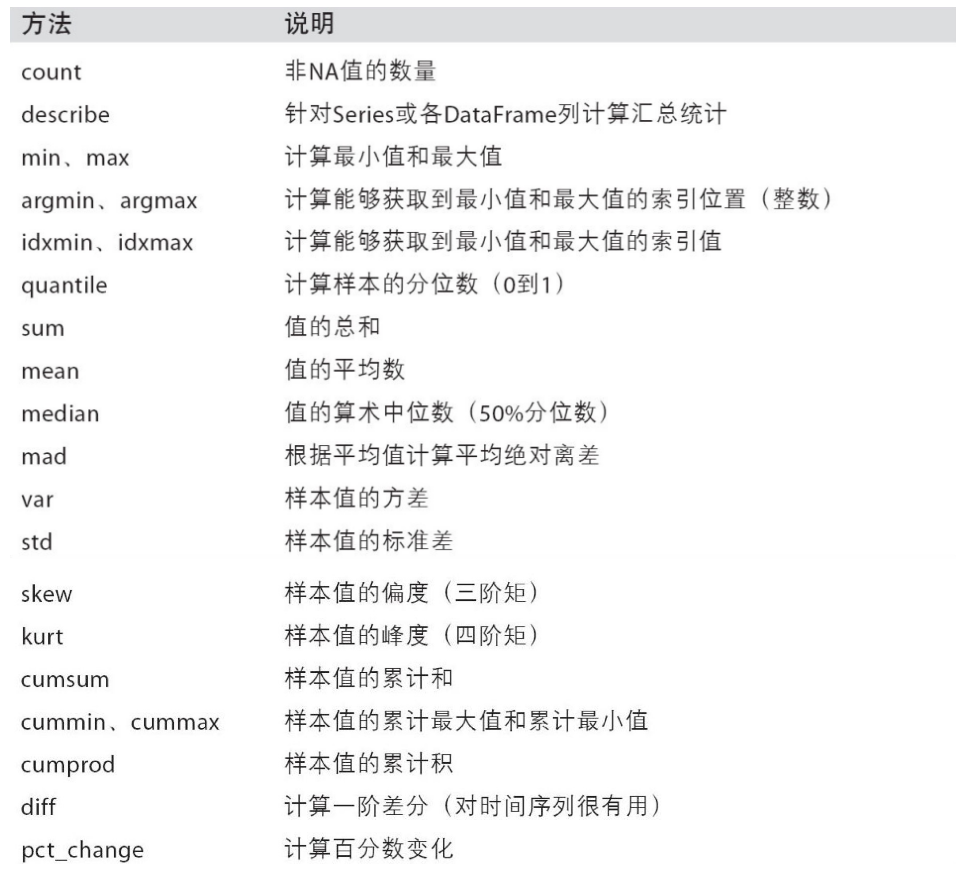 方法 说明
count 非NA值的数量
describe 针对Series或各DataFrame列计算汇总统计
min、max 计算最小值和最大值
argmin、argmax 计算能够获取到最小值和最大值的索引位置（整数）
idxmin、idxmax 计算能够获取到最小值和最大值的索引值
quantile 计算样本的分位数（0到1）
sum 值的总和
mean 值的平均数
median 值的算术中位数（50%分位数）
mad 根据平均值计算平均绝对离差
var 样本值的方差
std 样本值的标准差
skew 样本值的偏度（三阶矩）
kurt 样本值的峰度（四阶矩）
cumsum 样本值的累计和
cummin、cummax 样本值的累计最大值和累计最小值
cumprod 样本值的累计积
diff 计算一阶差分（对时间序列很有用）
pct_change 计算百分数变化